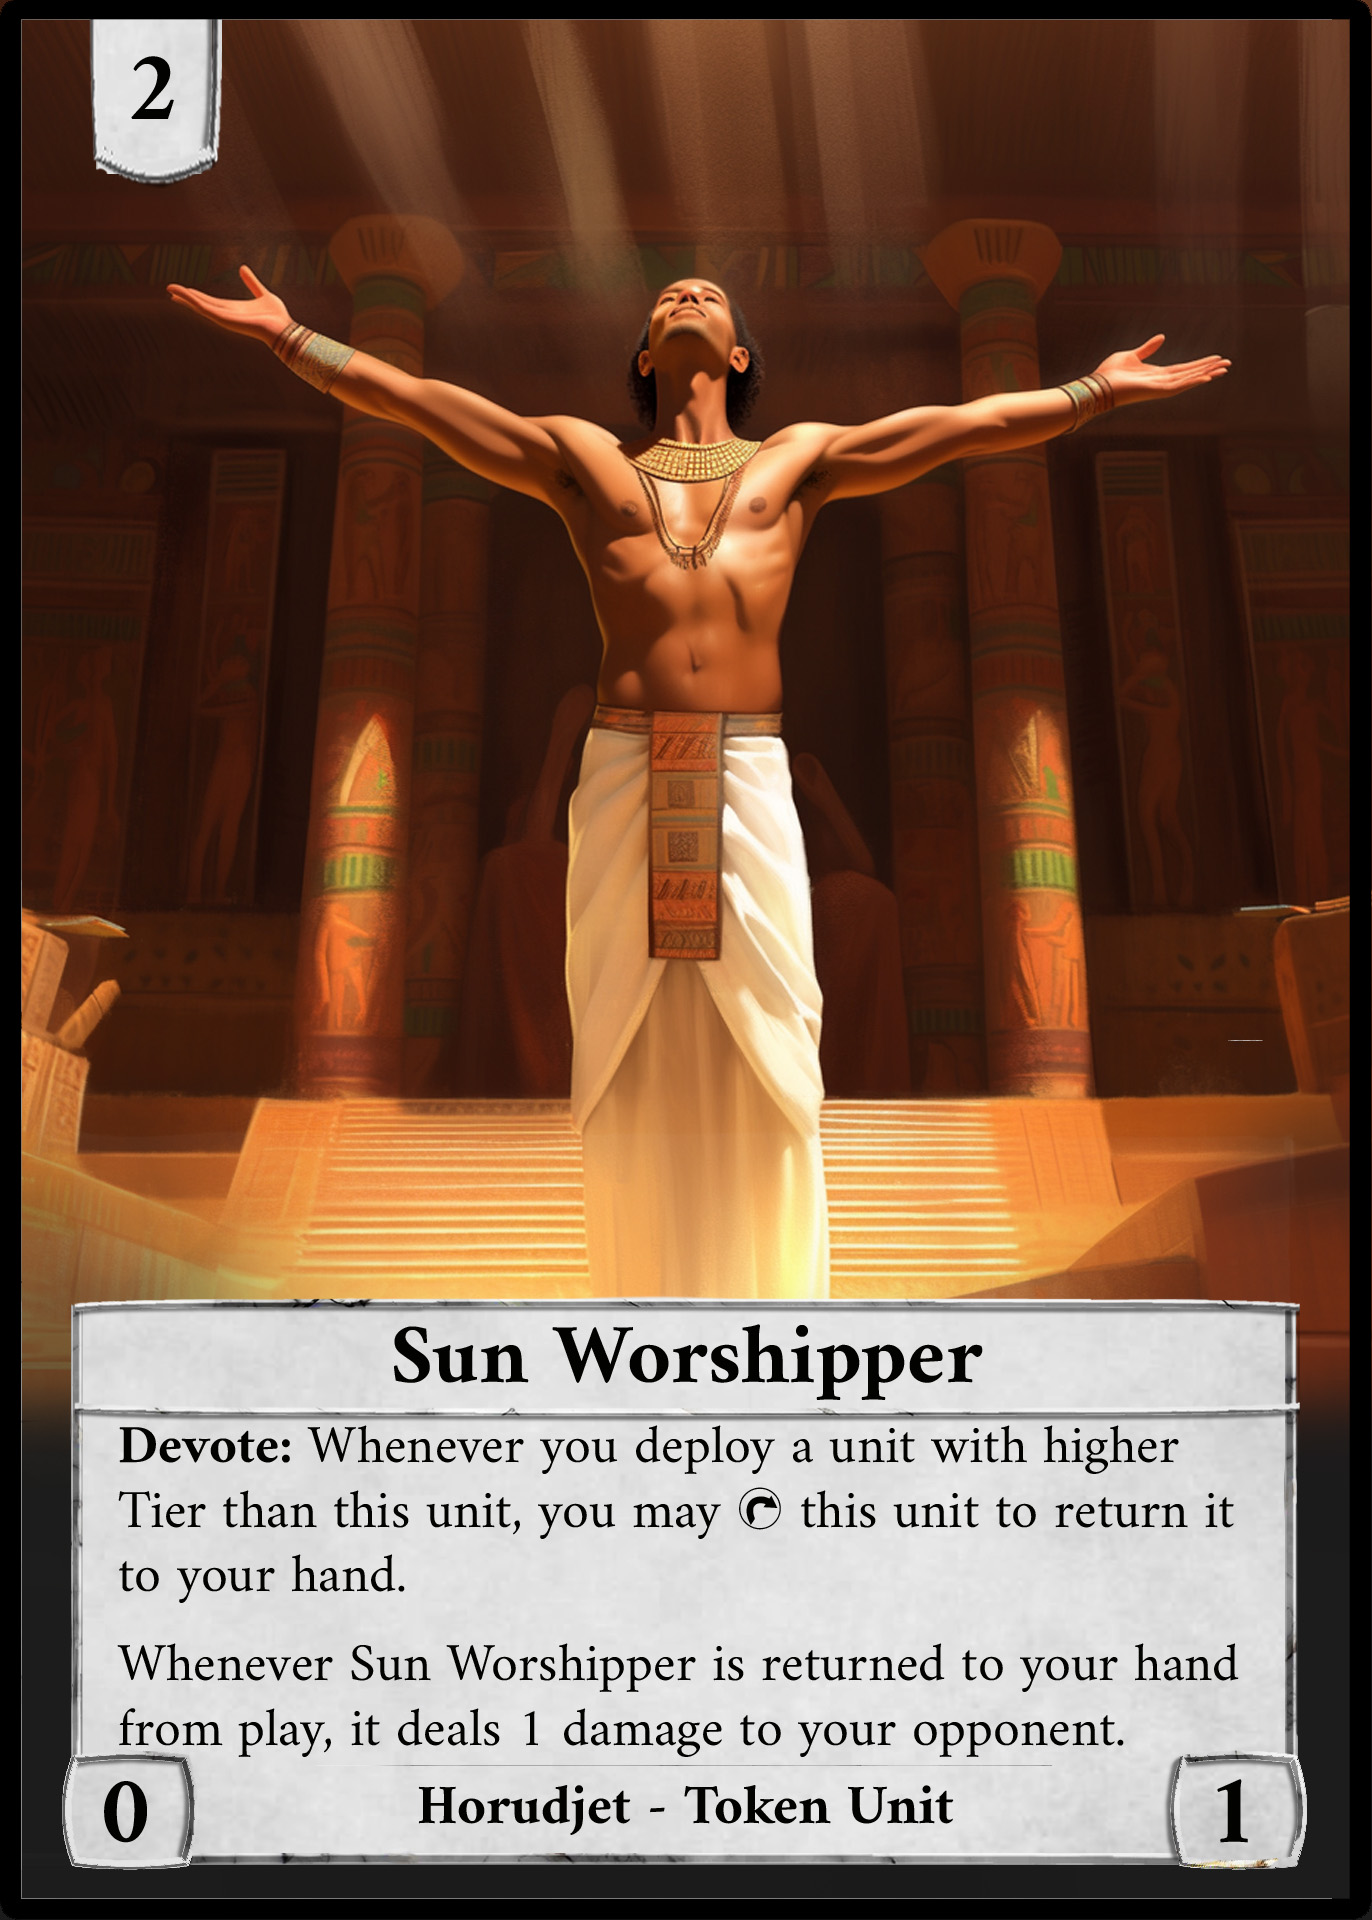 2
Sun Worshipper
Devote: Whenever you deploy a unit with higher
Tier than this unit, you may this unit to return it
to your hand.
Whenever Sun Worshipper is returned to your hand
from play, it deals 1 damage to your opponent.
0
Horudjet - Token Unit
1